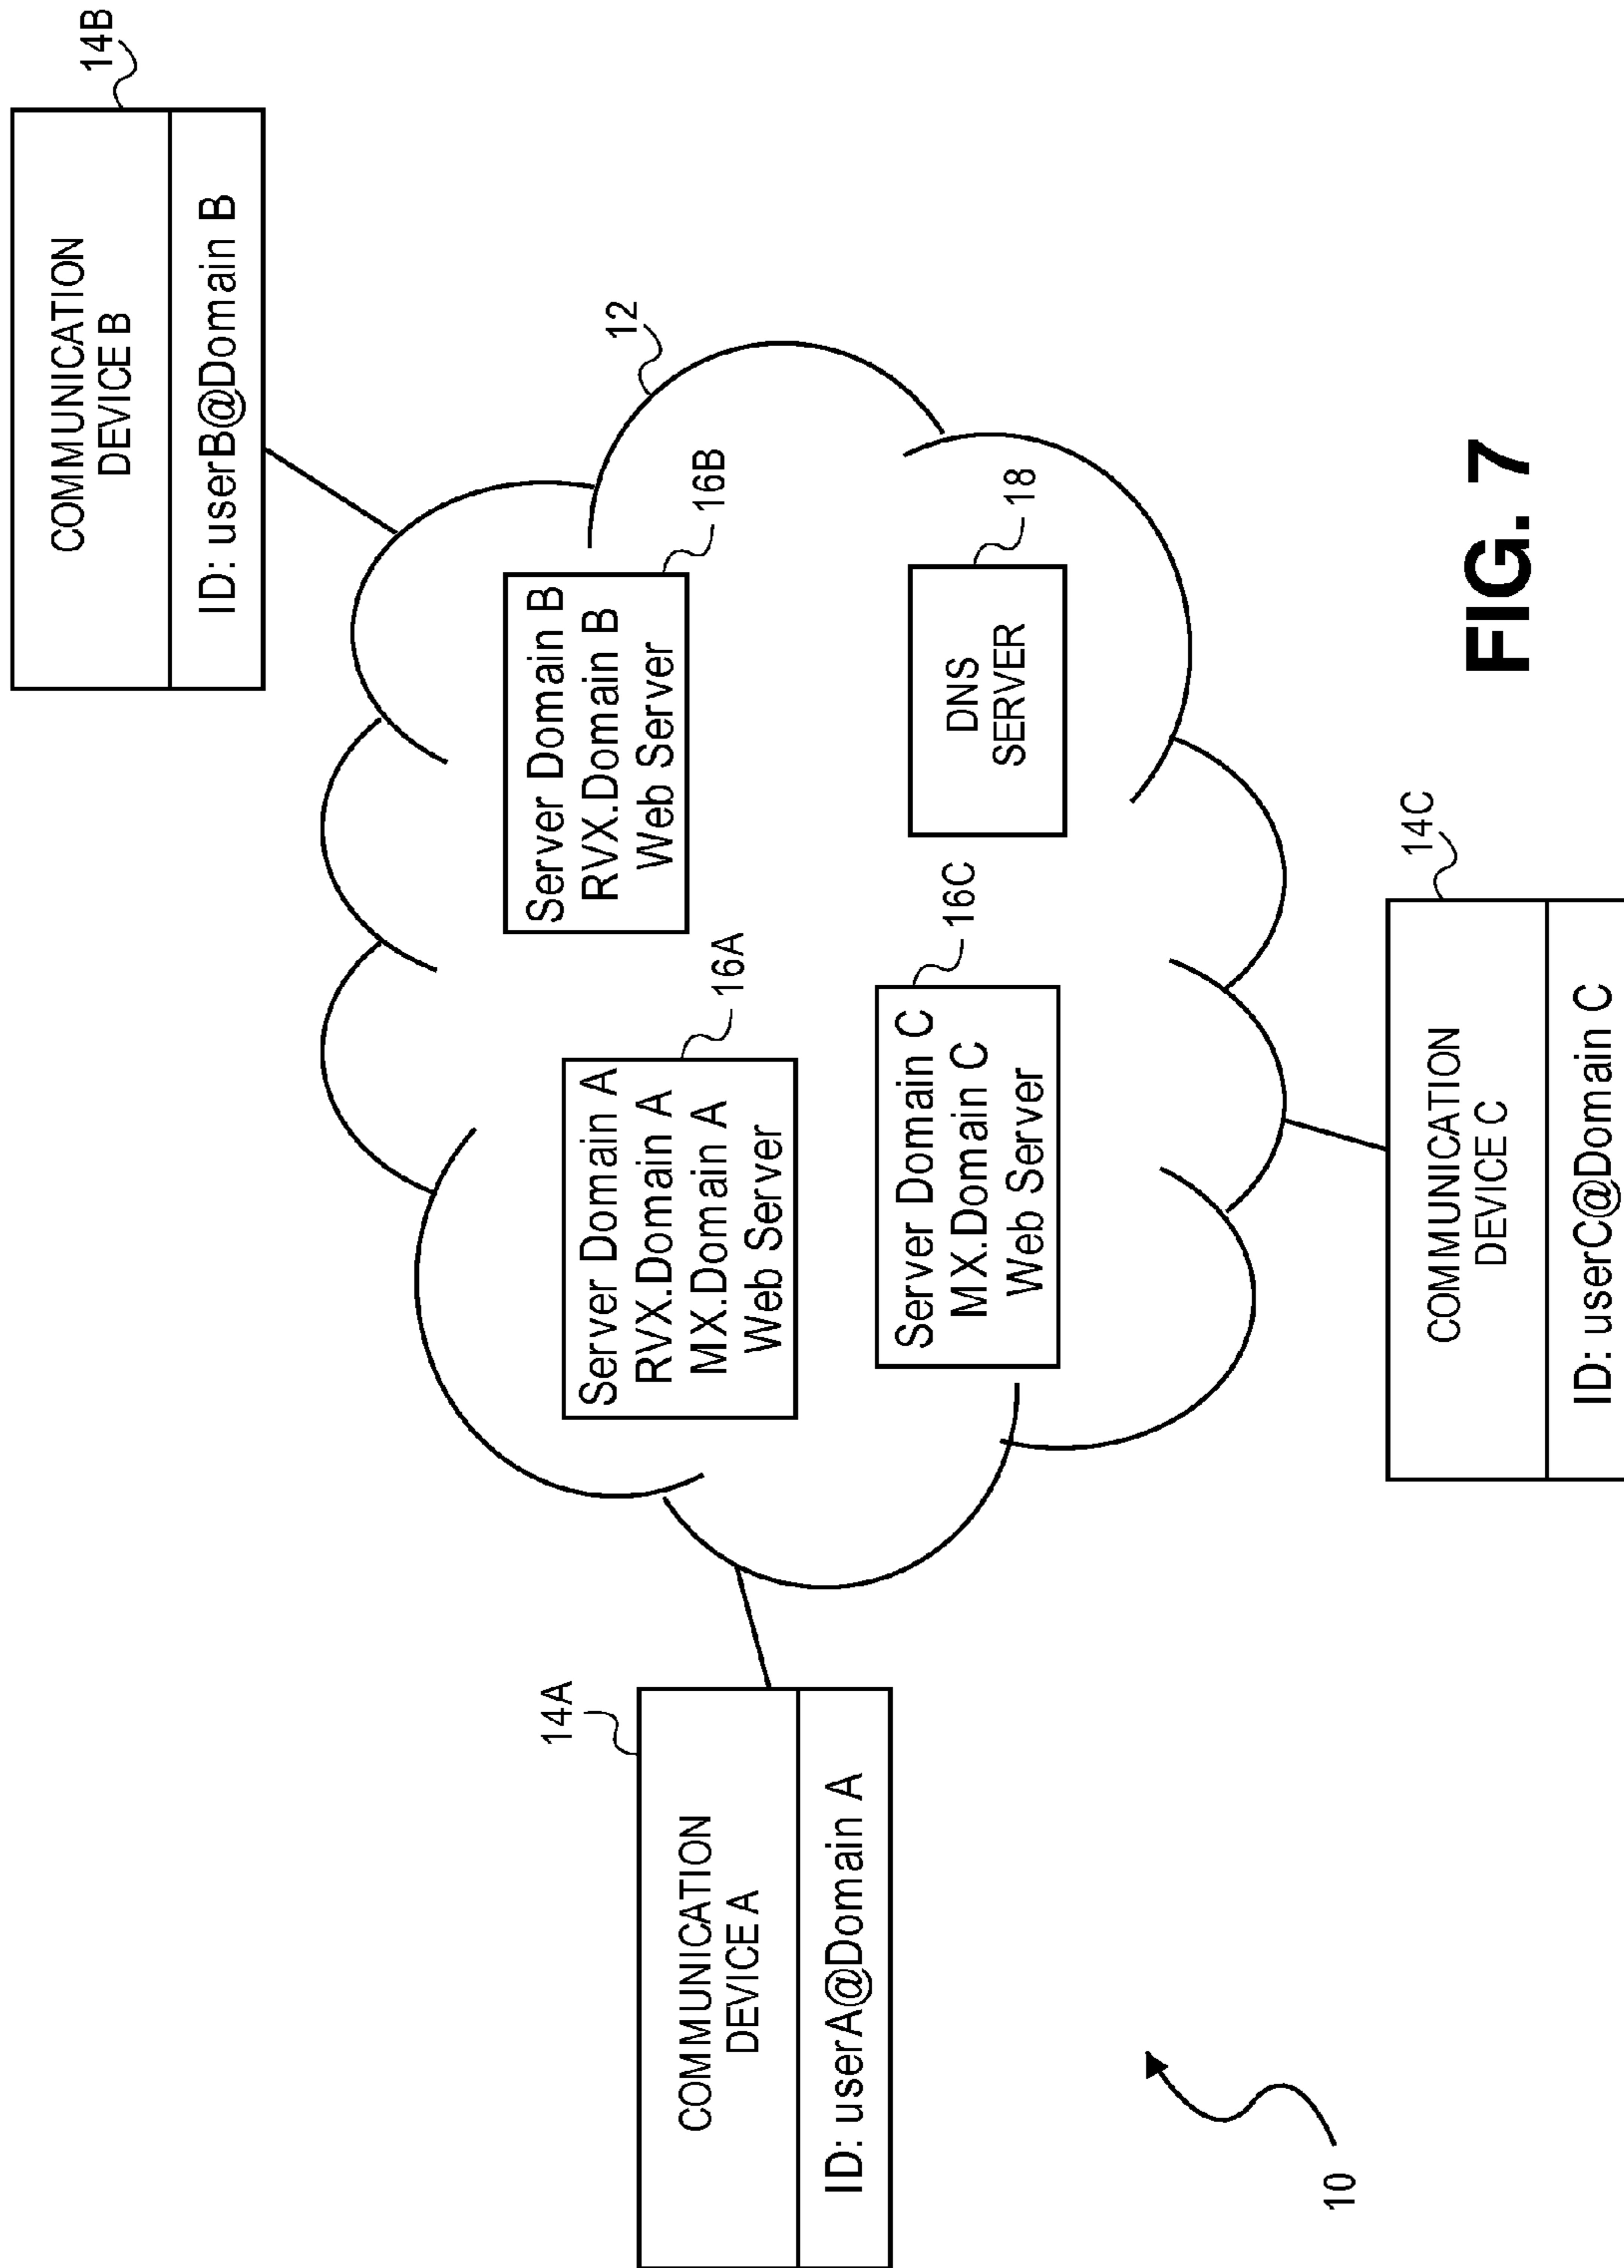 14B
COMMUNICATION
DEVICE B
ID: userB@Domain B
12
Server Domain B
RVX.Domain B
Web Server
16B
Server Domain A
RVX.Domain A
MX.Domain A
Web Server
16A
14A
COMMUNICATION
DEVICE A
ID: userA@Domain A
DNS
SERVER
18
Server Domain C
MX.Domain C
Web Server
16C
14C
COMMUNICATION
DEVICE C
ID: userC@Domain C
10
FIG. 7